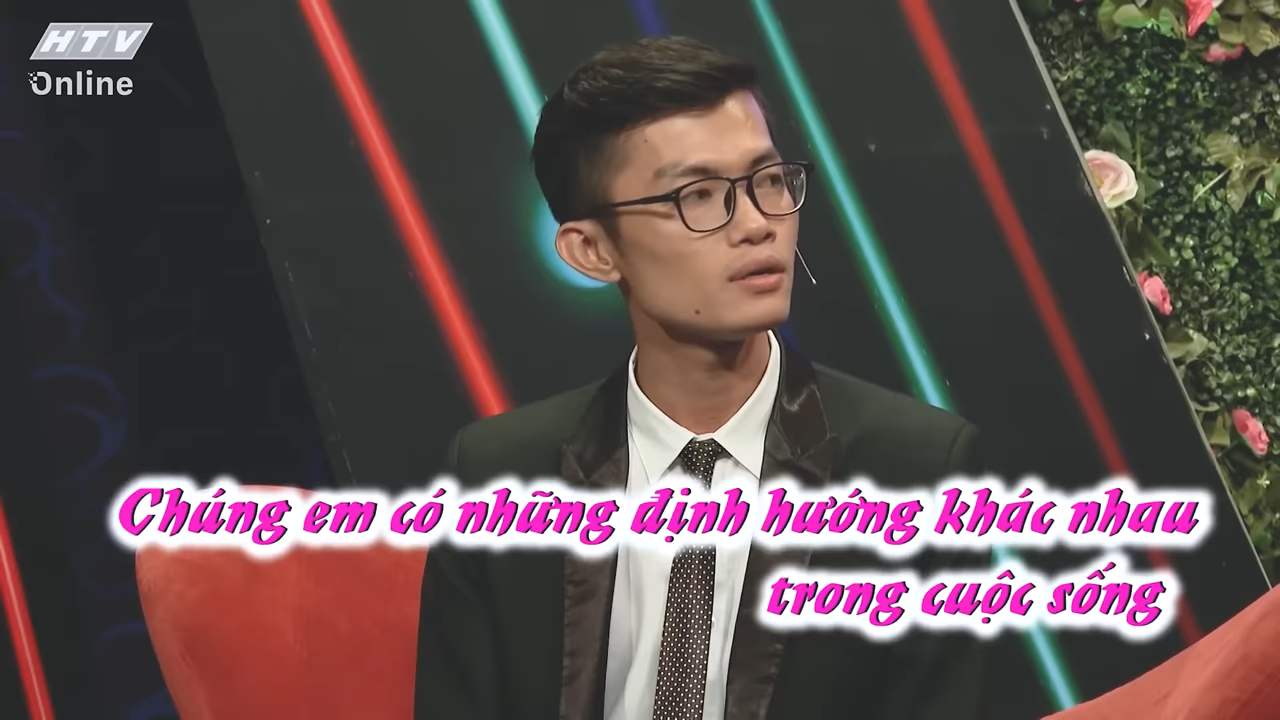 HTV
Online
Chúng em có những định hướng khác nhau
trong cuộc sống